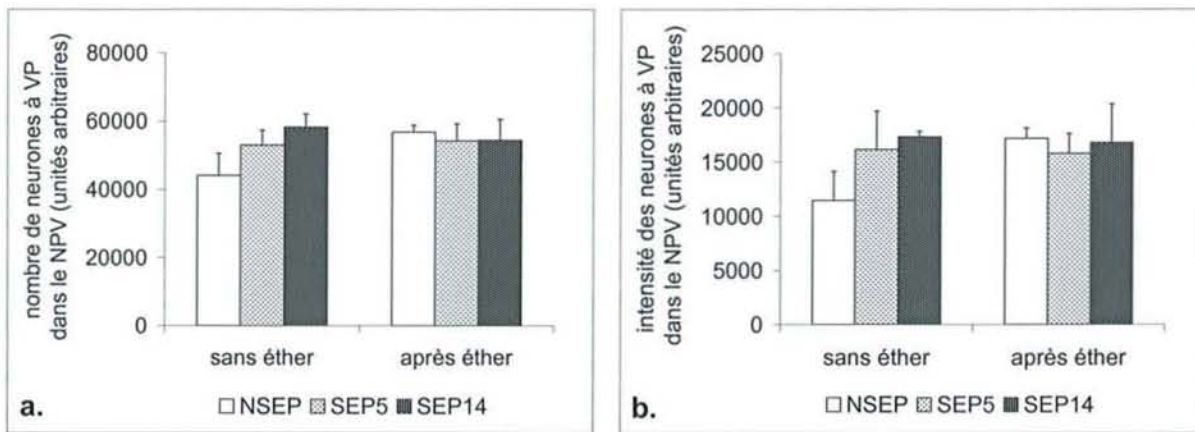 nombre de neurones à VP
dans le NPV (unités arbitraires)
80000
60000
40000
20000
0
sans éther
après éther
a.
NSEP SEP5 SEP14
intensité des neurones à VP
dans le NPV (unités arbitraires)
25000
20000
15000
10000
5000
0
sans éther
après éther
b.
NSEP SEP5 SEP14